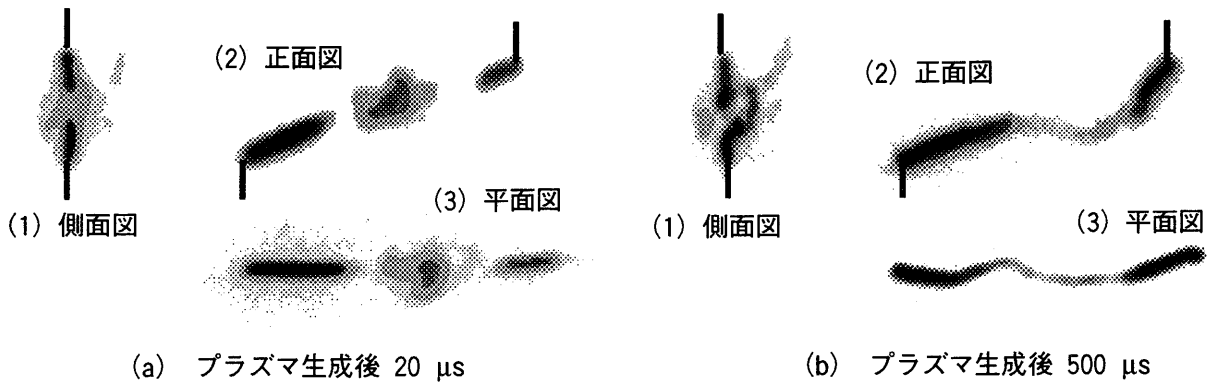 (2) 正面図
(1) 側面図
(3) 平面図
(a) プラズマ生成後 20 μs
(2) 正面図
(1) 側面図
(3) 平面図
(b) プラズマ生成後 500 μs